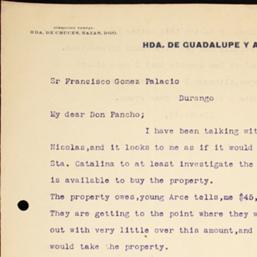 DIRECCION POSTAL:
HDA. DE CRUCES, NAZAS, DGO.
HDA. DE GUADALUPE Y A
Sr Francisco Gomez Palacio
Durango
My dear Don Pancho;
I have been talking wit
Nicolas,and it looks to me as if it would
Sta. Catalina to at least investigate the
is available to buy the property.
The property owes,young Arce tells,me $45,
They are getting to the point where they w
out with very little over this amount,and
would take the property.